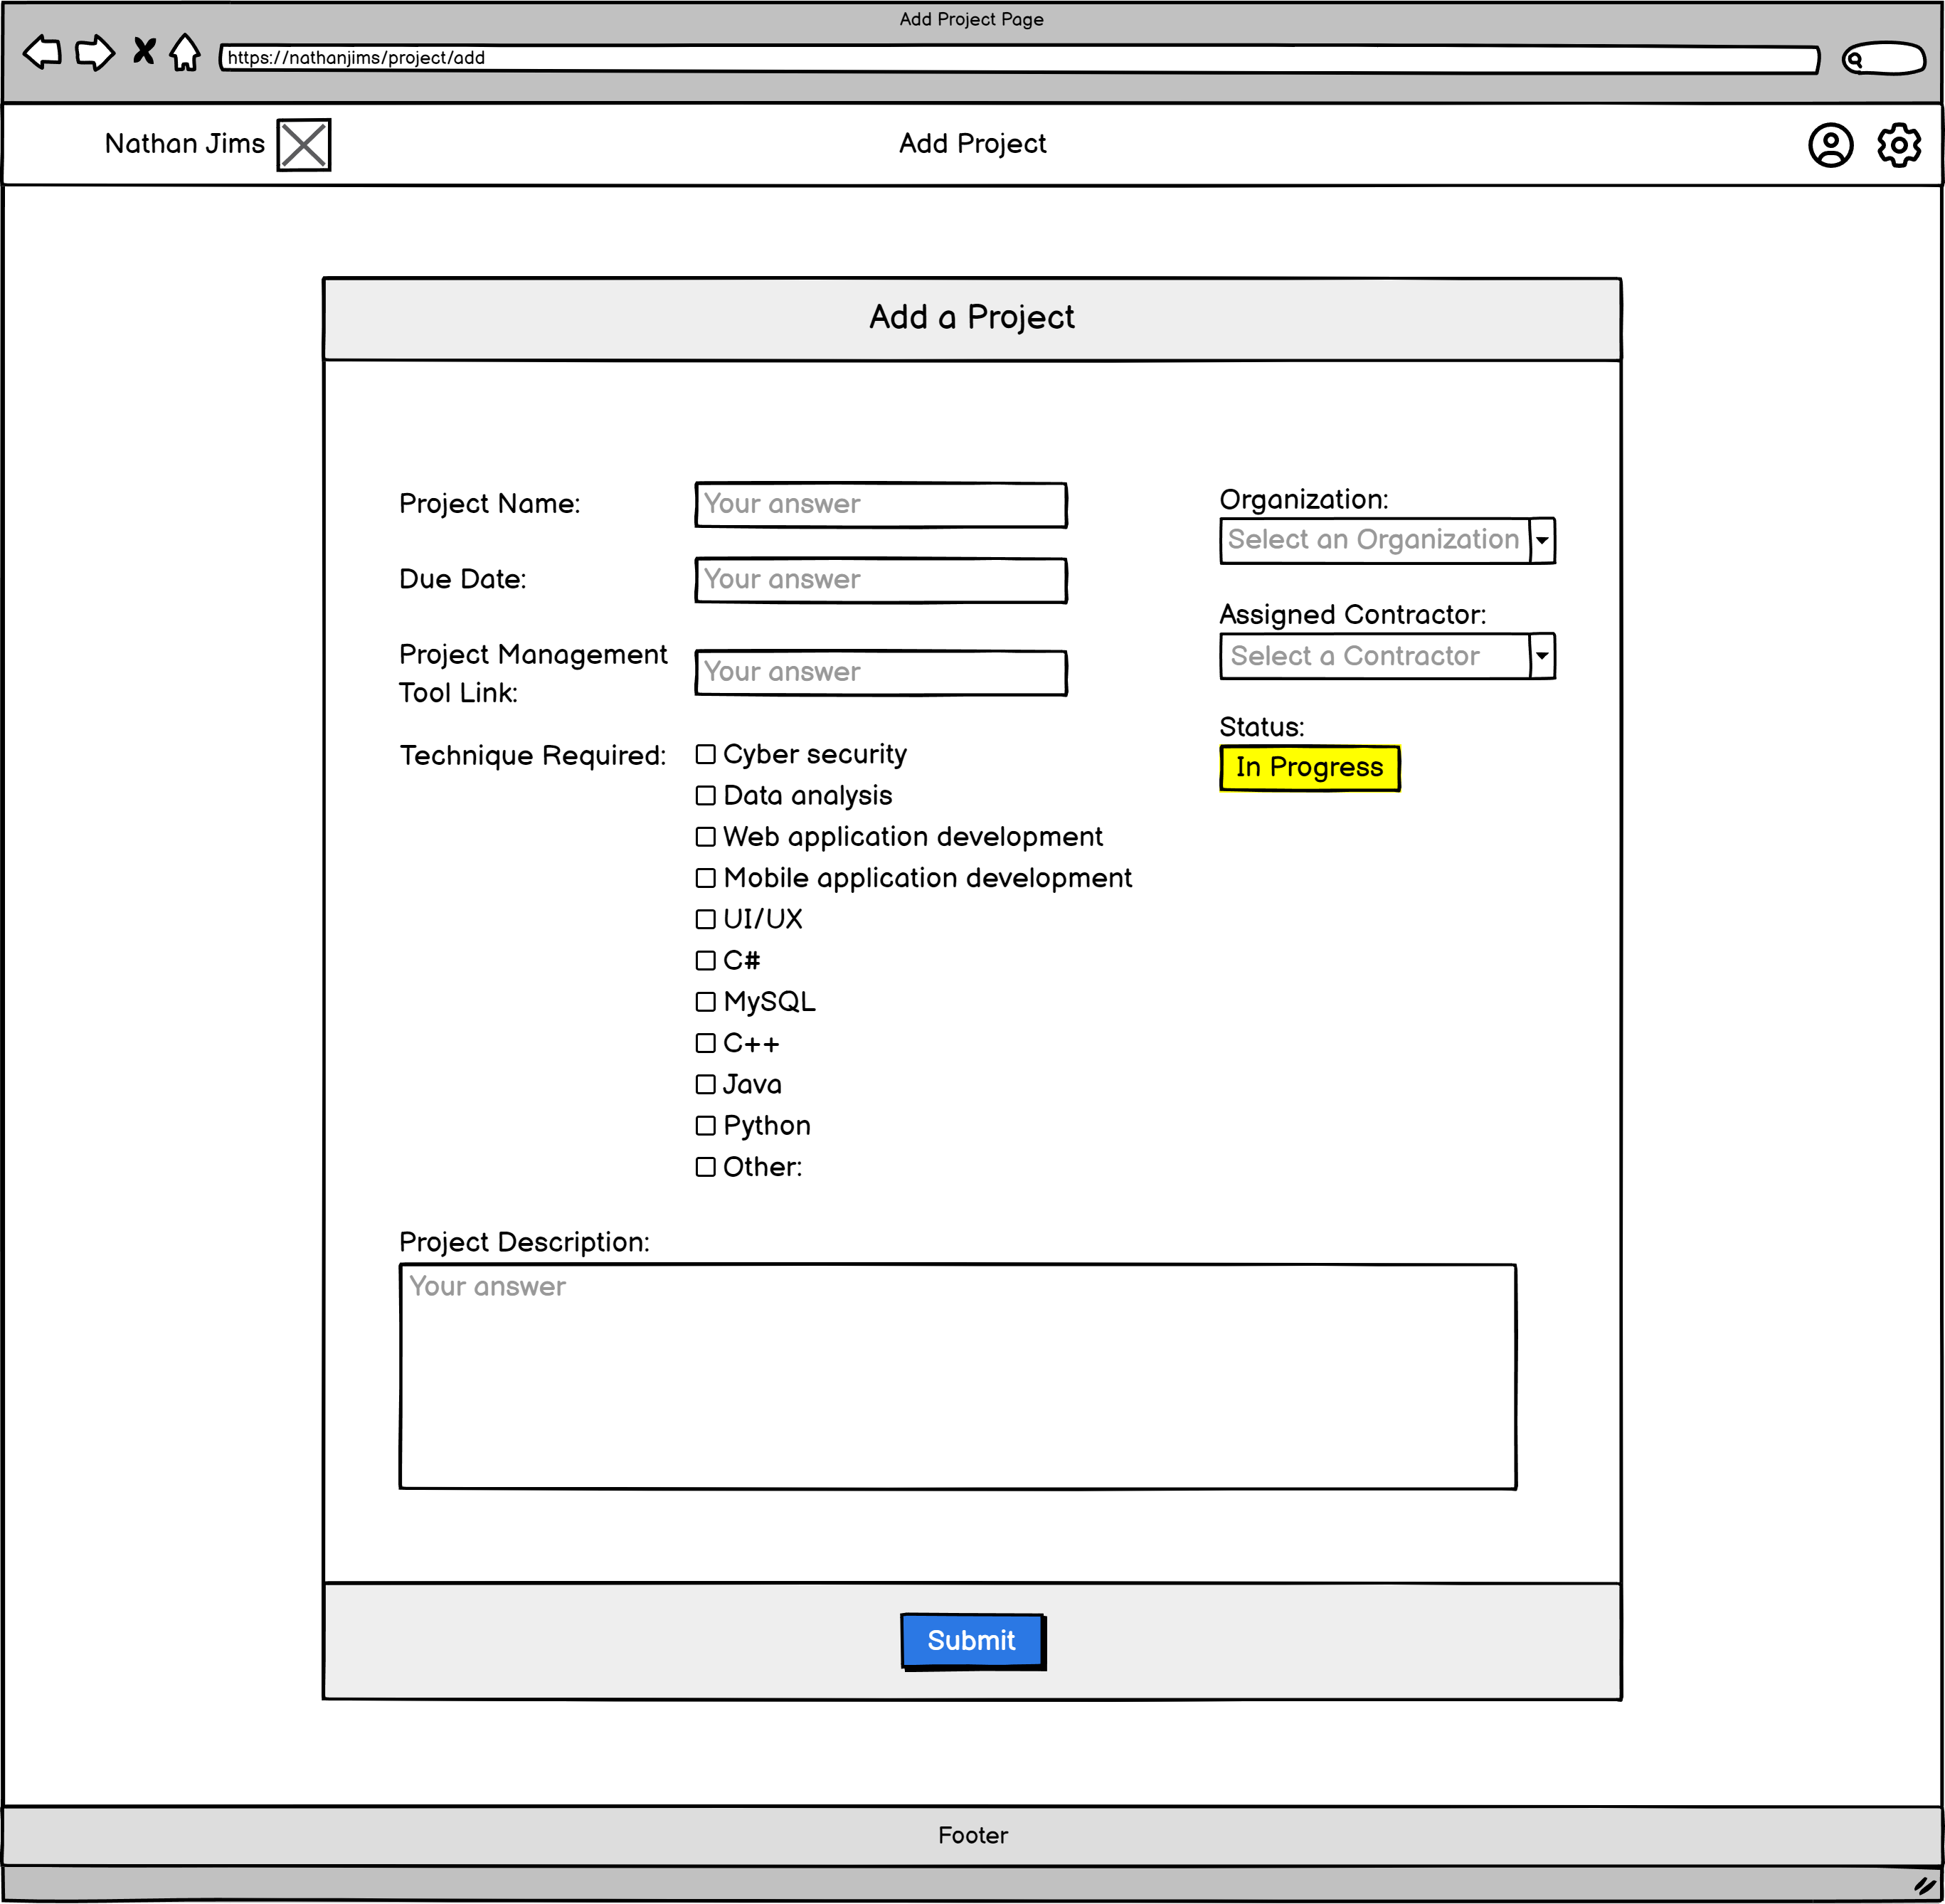 Add Project Page
https://nathanjims/project/add
Nathan Jims
Add Project
Add a Project
Project Name:
Your answer
Due Date:
Your answer
Project Management
Tool Link:
Your answer
Technique Required:
Cyber security
Data analysis
Web application development
Mobile application development
UI/UX
C#
MySQL
C++
Java
Python
Other:
Organization:
Select an Organization
Assigned Contractor:
Select a Contractor
Status:
In Progress
Project Description:
Your answer
Submit
Footer